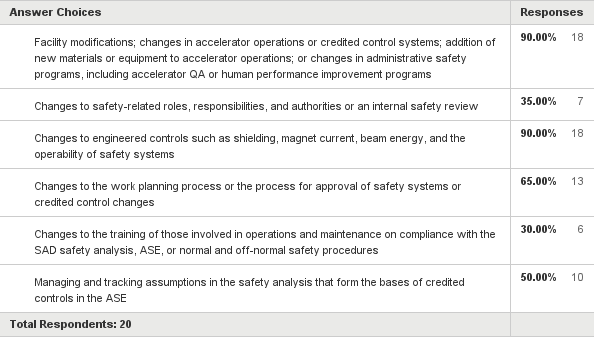 Answer Choices Responses
Facility modifications; changes in accelerator operations or credited control systems; addition of 90.00% 18
new materials or equipment to accelerator operations; or changes in administrative safety
programs, including accelerator QA or human performance improvement programs
Changes to safety-related roles, responsibilities, and authorities or an internal safety review 35.00% 7
Changes to engineered controls such as shielding, magnet current, beam energy, and the 90.00% 18
operability of safety systems
Changes to the work planning process or the process for approval of safety systems or 65.00% 13
credited control changes
Changes to the training of those involved in operations and maintenance on compliance with the 30.00% 6
SAD safety analysis, ASE, or normal and off-normal safety procedures
Managing and tracking assumptions in the safety analysis that form the bases of credited 50.00% 10
controls in the ASE
Total Respondents: 20